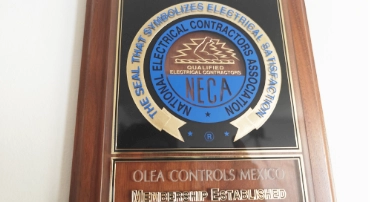 THE SEAL THAT SYMBOLIZES ELECTRICAL SATISFACTION
NATIONAL ELECTRICAL CONTRACTORS ASSOCIATION
QUALIFIED
ELECTRICAL CONTRACTORS
NECA
®
OLEA CONTROLS MEXICO
MEMBERSHIP ESTABLISHED